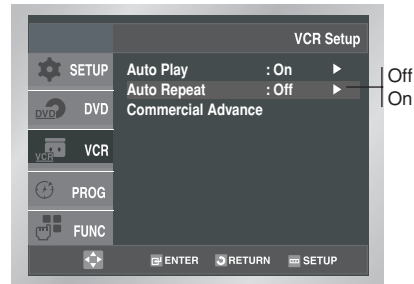 VCR Setup
SETUP
Auto Play : On
Auto Repeat : Off
Off
On
DVD DVD
Commercial Advance
VCR VCR
PROG
FUNC
ENTER RETURN SETUP